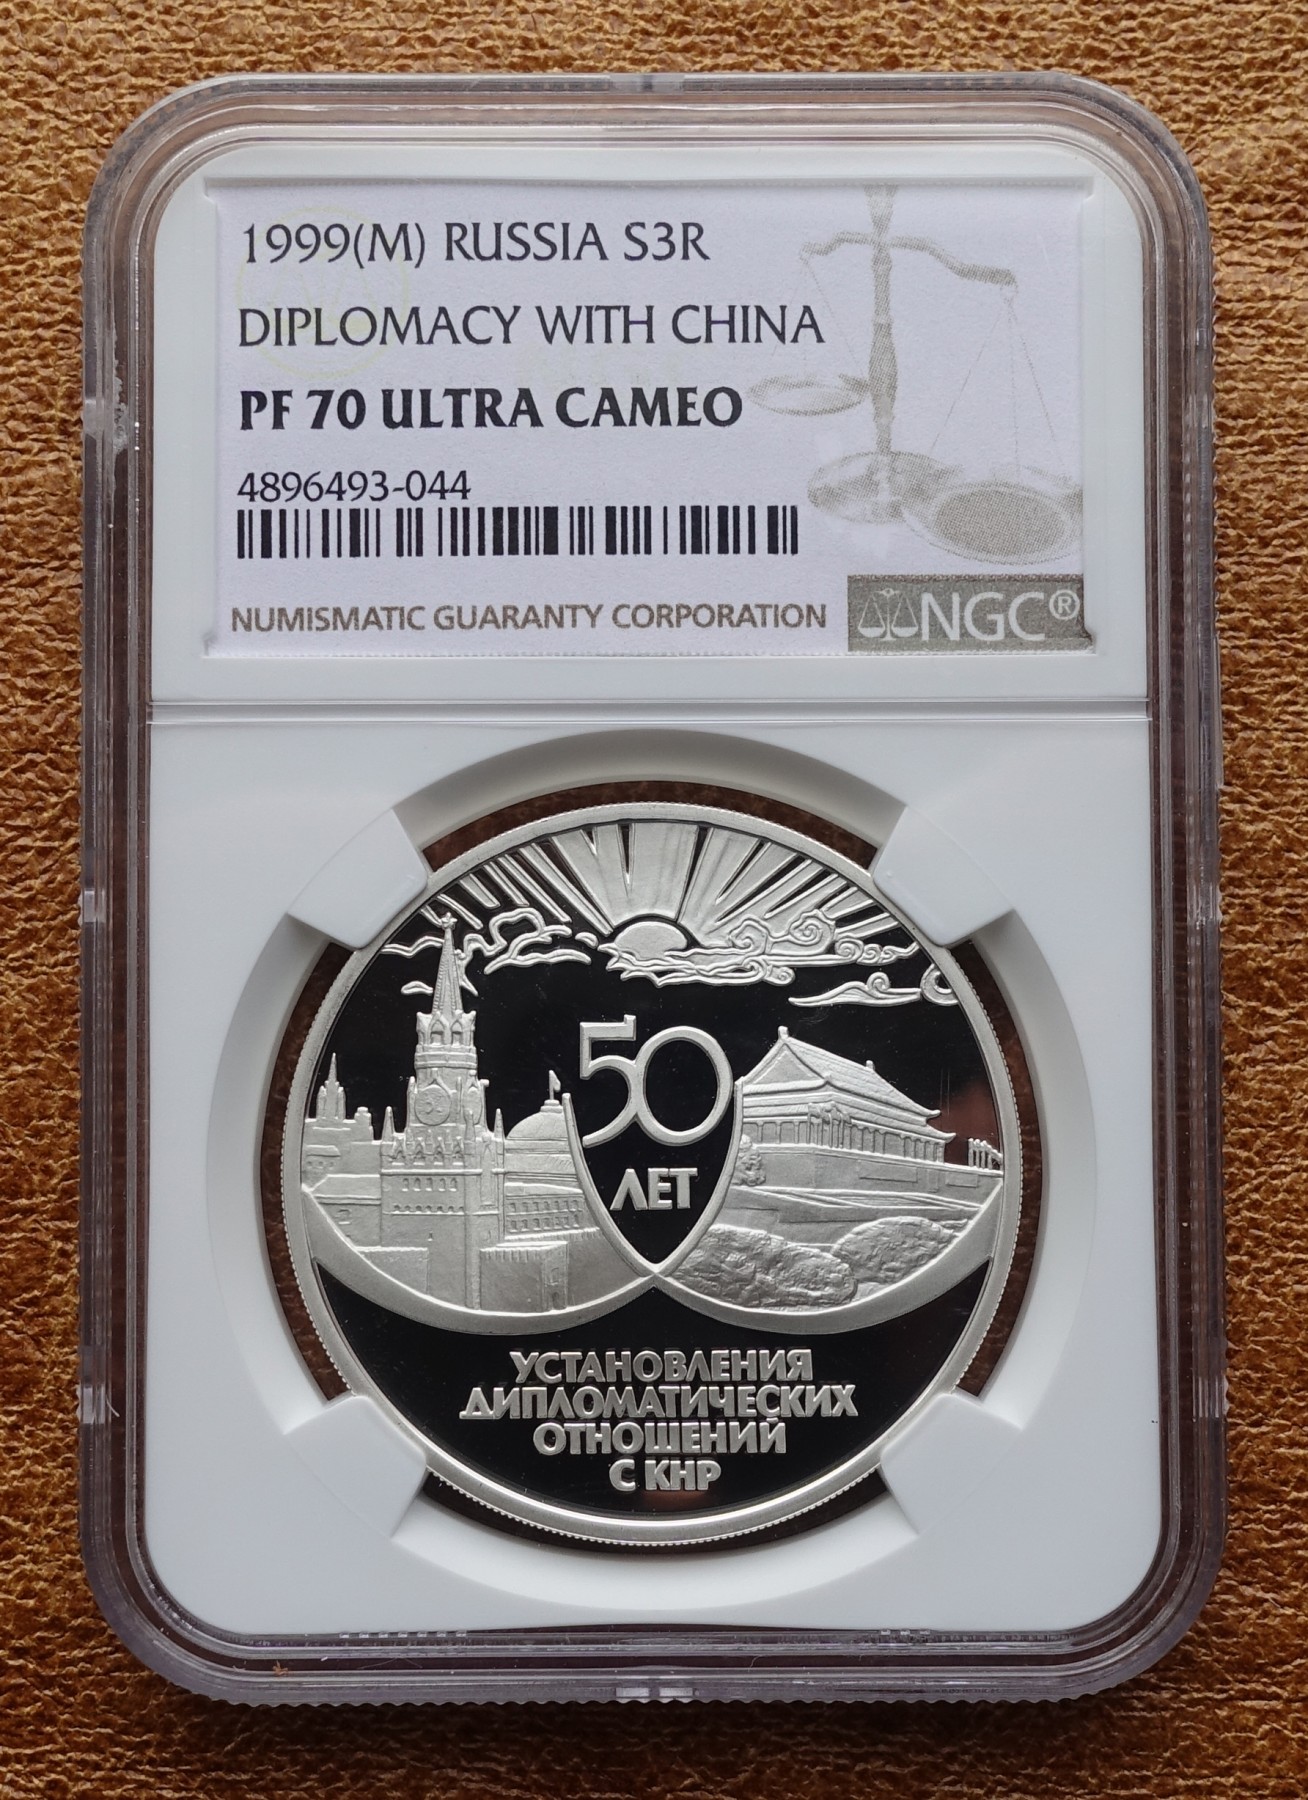 1999(M) RUSSIA S3R
DIPLOMACY WITH CHINA
PF 70 ULTRA CAMEO
4896493-044
NUMISMATIC GUARANTY CORPORATION
NGC®
50
ЛЕТ
УСТАНОВЛЕНИЯ
ДИПЛОМАТИЧЕСКИХ
ОТНОШЕНИЙ
С КНР